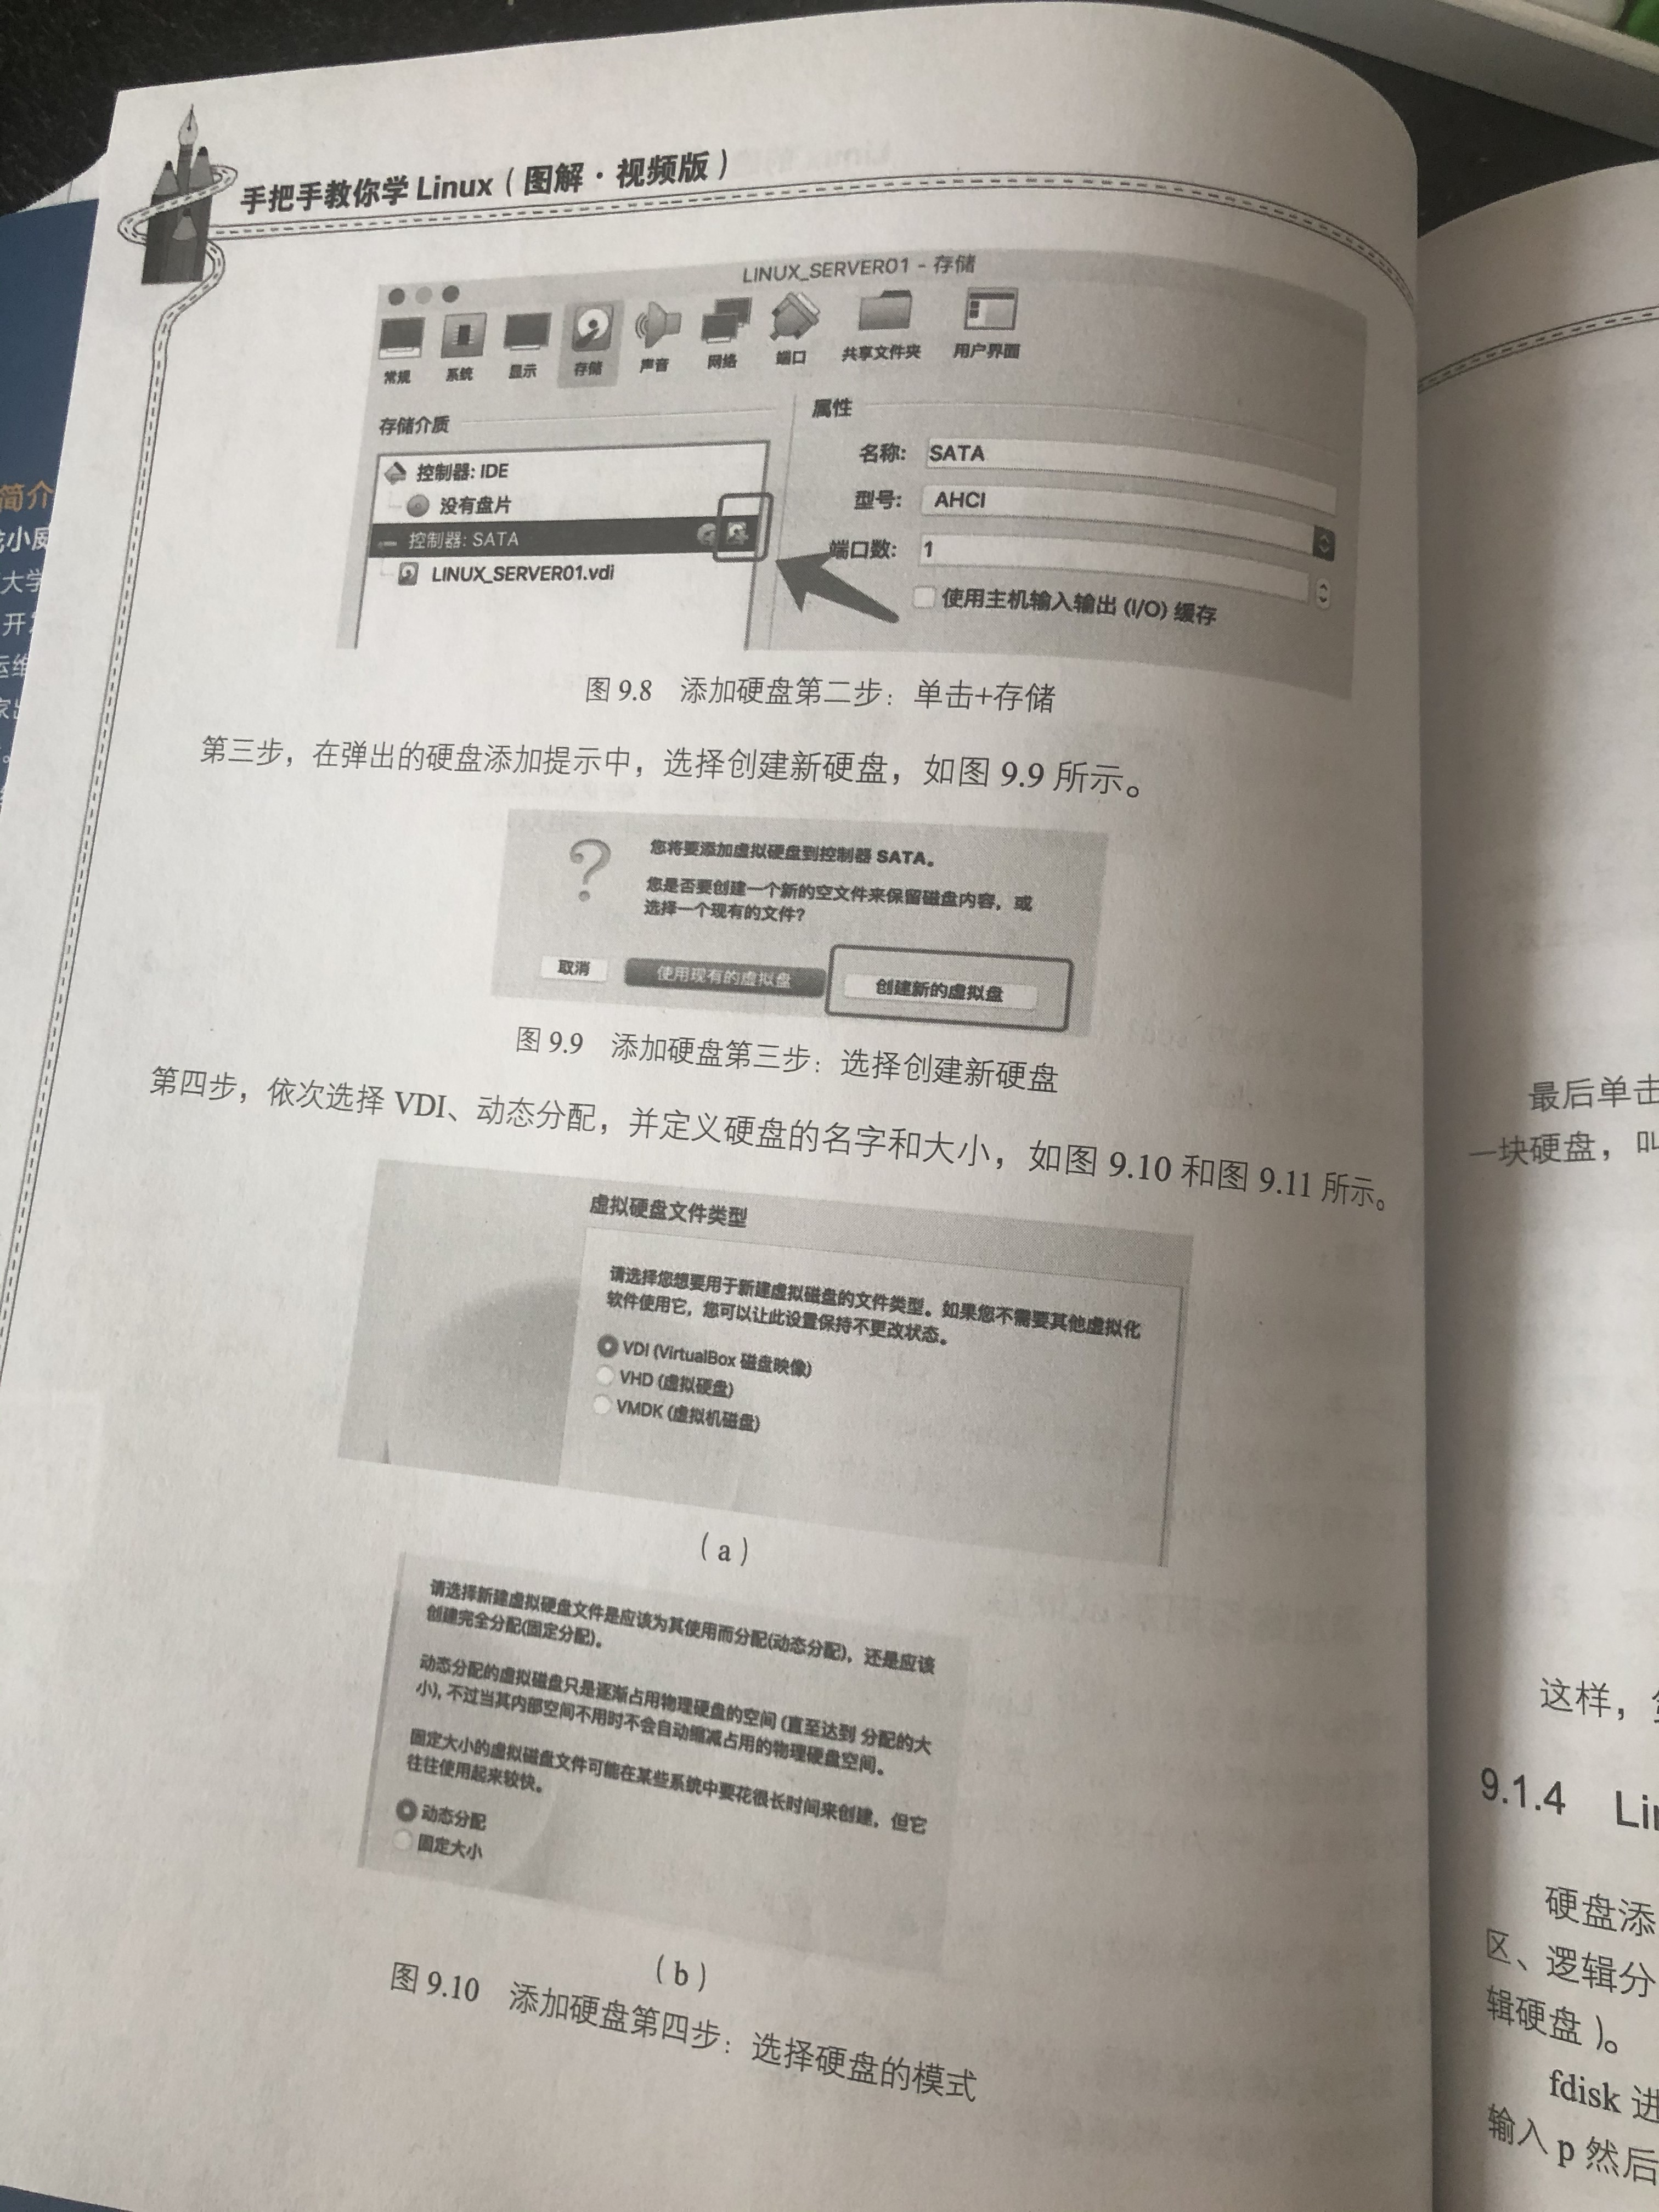 手把手教你学 Linux（图解·视频版）
LINUX_SERVER01 - 存储
常规 系统 显示 存储 声音 网络 端口 共享文件夹 用户界面
存储介质
控制器: IDE
没有盘片
控制器: SATA
LINUX_SERVER01.vdi
属性
名称: SATA
型号: AHCI
端口数: 1
使用主机输入输出 (I/O) 缓存
图 9.8 添加硬盘第二步：单击+存储
第三步，在弹出的硬盘添加提示中，选择创建新硬盘，如图 9.9 所示。
?
您将要添加虚拟硬盘到控制器 SATA。
您是否要创建一个新的空文件来保留磁盘内容，或
选择一个现有的文件?
取消 使用现有的虚拟盘 创建新的虚拟盘
图 9.9 添加硬盘第三步：选择创建新硬盘
第四步，依次选择 VDI、动态分配，并定义硬盘的名字和大小，如图 9.10 和图 9.11 所示。
虚拟硬盘文件类型
请选择您想要用于新建虚拟磁盘的文件类型。如果您不需要其他虚拟化
软件使用它，您可以让此设置保持不更改状态。
VDI (VirtualBox 磁盘映像)
VHD (虚拟硬盘)
VMDK (虚拟机磁盘)
（a）
请选择新建虚拟硬盘文件是应该为其使用而分配(动态分配)，还是应该
创建完全分配(固定分配)。
动态分配的虚拟磁盘只是逐渐占用物理硬盘的空间 (直至达到 分配的大
小), 不过当其内部空间不用时不会自动缩减占用的物理硬盘空间。
固定大小的虚拟磁盘文件可能在某些系统中要花很长时间来创建，但它
往往使用起来较快。
动态分配
固定大小
（b）
图 9.10 添加硬盘第四步：选择硬盘的模式
简介
小
大学
开
运维
最后单击
一块硬盘，叫
这样，
9.1.4 Li
硬盘添
区、逻辑分
辑硬盘）。
fdisk 进
输入 p 然后